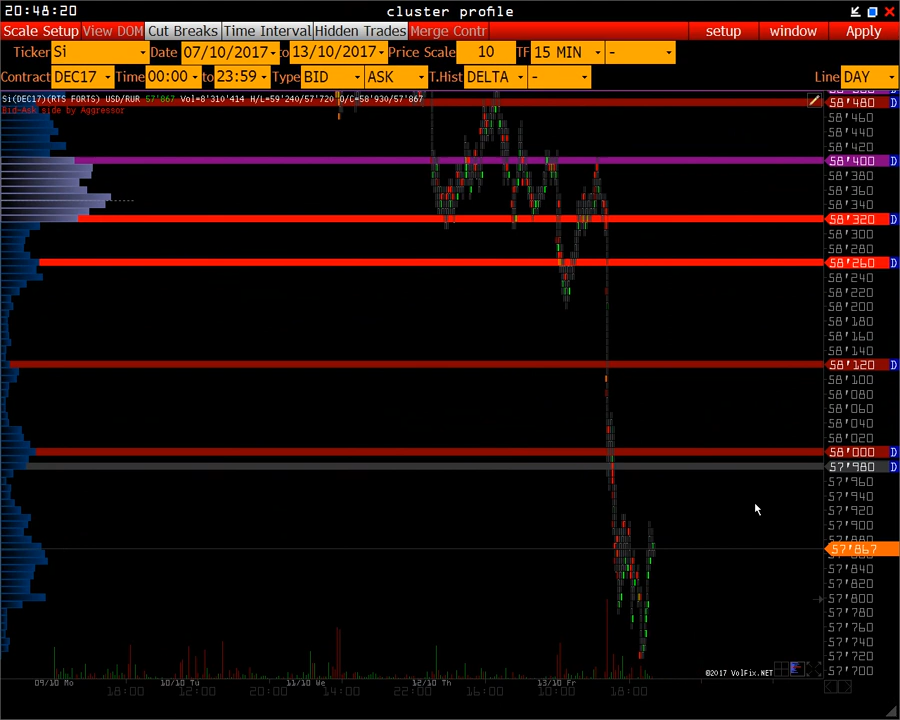 20:48:20 cluster profile
Scale Setup View DOM Cut Breaks Time Interval Hidden Trades Merge Contr setup window Apply
Ticker Si Date 07/10/2017 to 13/10/2017 Price Scale 10 TF 15 MIN -
Contract DEC17 Time 00:00 to 23:59 Type BID ASK T.Hist DELTA - Line DAY
Si(DEC17)(RTS FORTS) USD/RUR 57'867 Vol=8'310'414 H/L=59'240/57'720 O/C=58'930/57'867
Bid-Ask side by Aggressor
58'480 D
58'460
58'440
58'420
58'400 D
58'380
58'360
58'340
58'320 D
58'300
58'280
58'260 D
58'240
58'220
58'200
58'180
58'160
58'140
58'120 D
58'100
58'080
58'060
58'040
58'020
58'000 D
57'980 D
57'960
57'940
57'920
57'900
57'867
57'840
57'820
57'800
57'780
57'760
57'740
57'720
57'700
©2017 VolFix.NET
09/10 Mo 10/10 Tu 11/10 We 12/10 Th 13/10 Fr
18:00 16:00 20:00 14:00 22:00 16:00 10:00 18:00